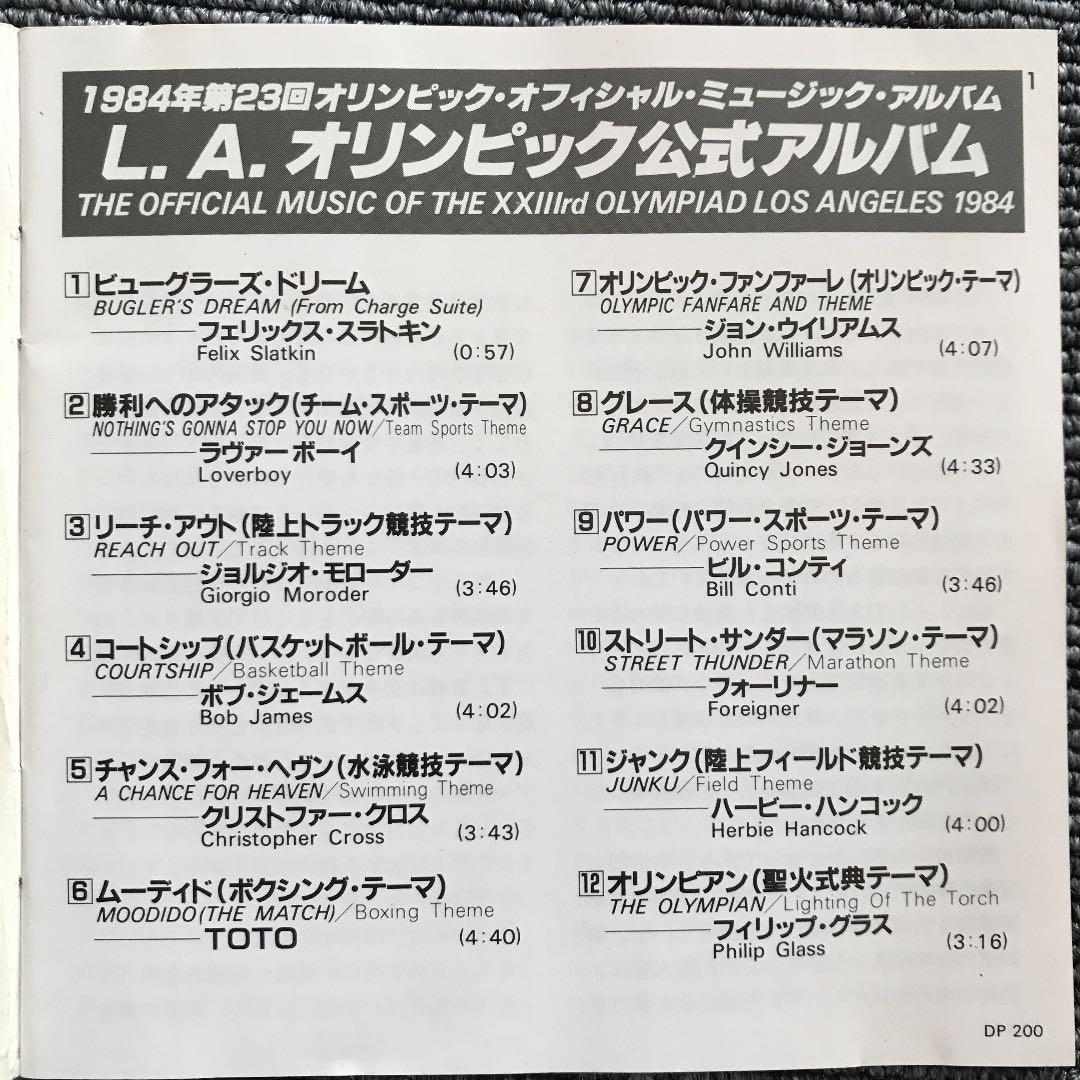 1
1984年第23回オリンピック・オフィシャル・ミュージック・アルバム
L. A. オリンピック公式アルバム
THE OFFICIAL MUSIC OF THE XXIIIrd OLYMPIAD LOS ANGELES 1984
1 ビューグラーズ・ドリーム
BUGLER'S DREAM (From Charge Suite)
フェリックス・スラトキン
Felix Slatkin (0:57)
2 勝利へのアタック(チーム・スポーツ・テーマ)
NOTHING'S GONNA STOP YOU NOW/Team Sports Theme
ラヴァーボーイ
Loverboy (4:03)
3 リーチ・アウト(陸上トラック競技テーマ)
REACH OUT/Track Theme
ジョルジオ・モローダー
Giorgio Moroder (3:46)
4 コートシップ(バスケットボール・テーマ)
COURTSHIP/Basketball Theme
ボブ・ジェームス
Bob James (4:02)
5 チャンス・フォー・ヘヴン(水泳競技テーマ)
A CHANCE FOR HEAVEN/Swimming Theme
クリストファー・クロス
Christopher Cross (3:43)
6 ムーディド(ボクシング・テーマ)
MOODIDO(THE MATCH)/Boxing Theme
TOTO (4:40)
7 オリンピック・ファンファーレ(オリンピック・テーマ)
OLYMPIC FANFARE AND THEME
ジョン・ウイリアムス
John Williams (4:07)
8 グレース(体操競技テーマ)
GRACE/Gymnastics Theme
クインシー・ジョーンズ
Quincy Jones (4:33)
9 パワー(パワー・スポーツ・テーマ)
POWER/Power Sports Theme
ビル・コンティ
Bill Conti (3:46)
10 ストリート・サンダー(マラソン・テーマ)
STREET THUNDER/Marathon Theme
フォーリナー
Foreigner (4:02)
11 ジャンク(陸上フィールド競技テーマ)
JUNKU/Field Theme
ハービー・ハンコック
Herbie Hancock (4:00)
12 オリンピアン(聖火式典テーマ)
THE OLYMPIAN/Lighting Of The Torch
フィリップ・グラス
Philip Glass (3.16)
DP 200